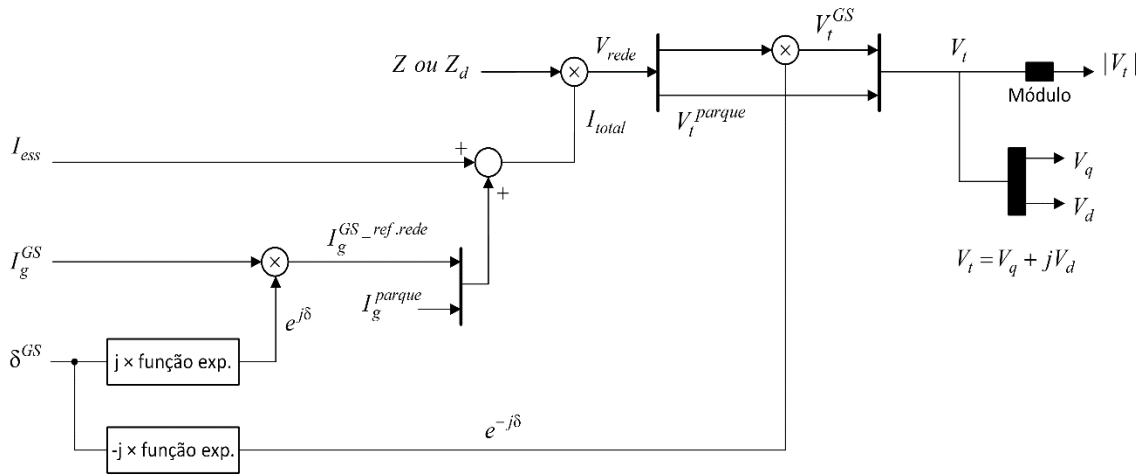 Z ou Z_d
×
V_rede
×
V_t^GS
V_t
|V_t|
Módulo
V_t^parque
I_total
I_ess
+
+
V_q
V_d
V_t = V_q + jV_d
I_g^GS
×
I_g^GS_ref.rede
I_g^parque
e^jδ
δ^GS
j × função exp.
-j × função exp.
e^−jδ